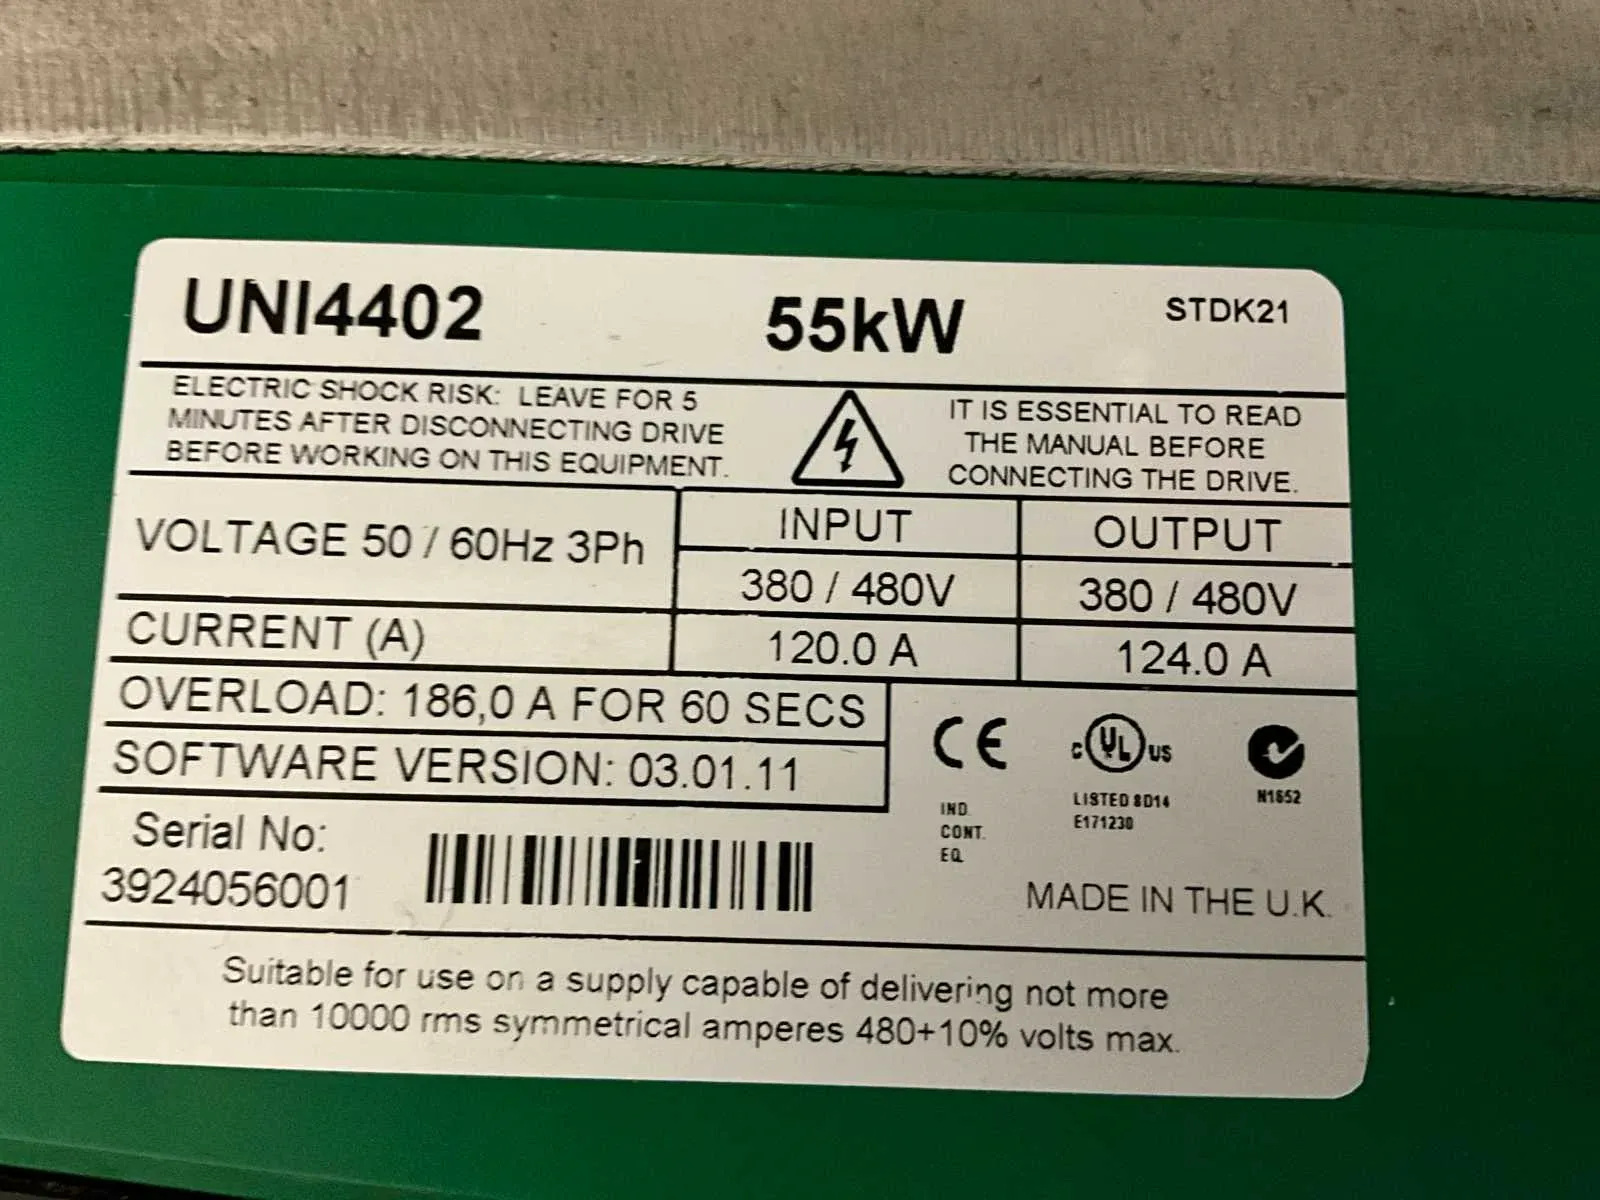 UNI4402 55kW STDK21
ELECTRIC SHOCK RISK: LEAVE FOR 5
MINUTES AFTER DISCONNECTING DRIVE
BEFORE WORKING ON THIS EQUIPMENT.
IT IS ESSENTIAL TO READ
THE MANUAL BEFORE
CONNECTING THE DRIVE.
VOLTAGE 50 / 60Hz 3Ph
INPUT OUTPUT
380 / 480V 380 / 480V
CURRENT (A) 120.0 A 124.0 A
OVERLOAD: 186,0 A FOR 60 SECS
SOFTWARE VERSION: 03.01.11
CE
IND.
CONT.
EQ.
c UL us
LISTED 8D14
E171230
N1652
Serial No:
3924056001
MADE IN THE U.K.
Suitable for use on a supply capable of delivering not more
than 10000 rms symmetrical amperes 480+10% volts max.